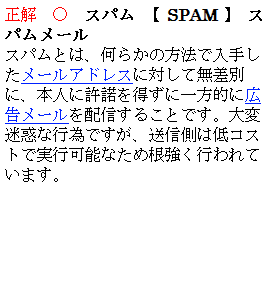 正解　○　スパム　【 SPAM 】　ス
パムメール
スパムとは、何らかの方法で入手し
たメールアドレスに対して無差別
に、本人に許諾を得ずに一方的に広
告メールを配信することです。大変
迷惑な行為ですが、送信側は低コス
トで実行可能なため根強く行われて
います。